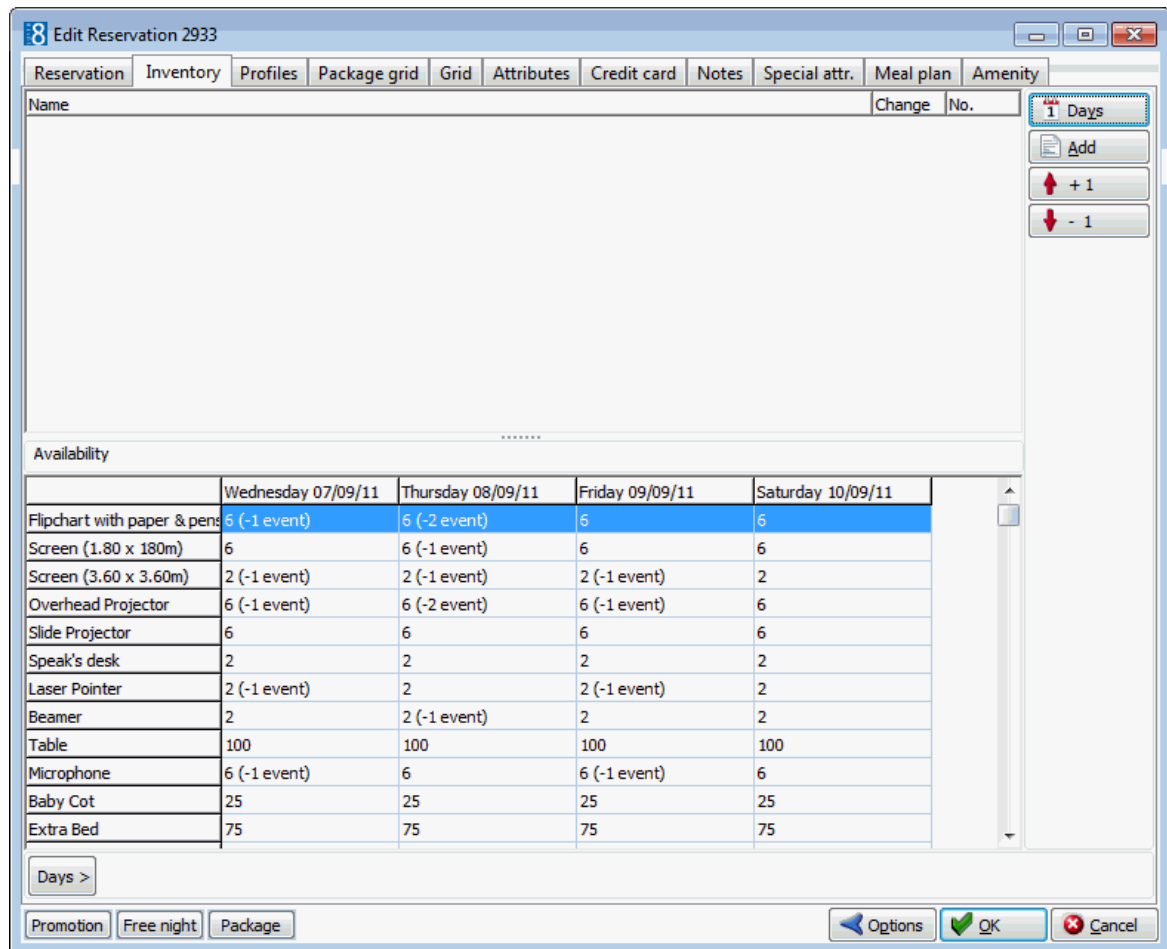 8 Edit Reservation 2933
Reservation Inventory Profiles Package grid Grid Attributes Credit card Notes Special attr. Meal plan Amenity
Name Change No.
1 Days
Add
+ 1
- 1
Availability
Wednesday 07/09/11 Thursday 08/09/11 Friday 09/09/11 Saturday 10/09/11
Flipchart with paper & pens 6 (-1 event) 6 (-2 event) 6 6
Screen (1.80 x 180m) 6 6 (-1 event) 6 6
Screen (3.60 x 3.60m) 2 (-1 event) 2 (-1 event) 2 (-1 event) 2
Overhead Projector 6 (-1 event) 6 (-2 event) 6 (-1 event) 6
Slide Projector 6 6 6 6
Speak's desk 2 2 2 2
Laser Pointer 2 (-1 event) 2 2 (-1 event) 2
Beamer 2 2 (-1 event) 2 2
Table 100 100 100 100
Microphone 6 (-1 event) 6 6 (-1 event) 6
Baby Cot 25 25 25 25
Extra Bed 75 75 75 75
Days >
Promotion Free night Package Options OK Cancel